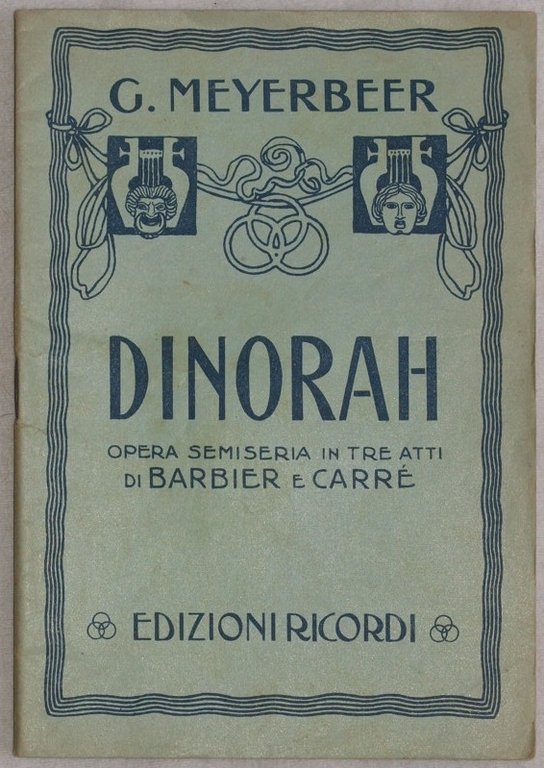 G. MEYERBEER
DINORAH
OPERA SEMISERIA IN TRE ATTI
DI BARBIER E CARRÉ
EDIZIONI RICORDI